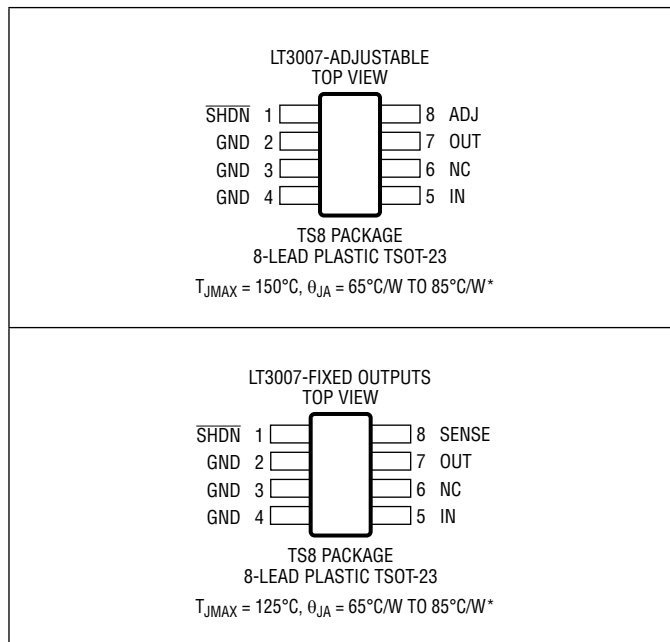 LT3007-ADJUSTABLE
TOP VIEW
SHDN 1 8 ADJ
GND 2 7 OUT
GND 3 6 NC
GND 4 5 IN
TS8 PACKAGE
8-LEAD PLASTIC TSOT-23
TJMAX = 150°C, θJA = 65°C/W TO 85°C/W*
LT3007-FIXED OUTPUTS
TOP VIEW
SHDN 1 8 SENSE
GND 2 7 OUT
GND 3 6 NC
GND 4 5 IN
TS8 PACKAGE
8-LEAD PLASTIC TSOT-23
TJMAX = 125°C, θJA = 65°C/W TO 85°C/W*